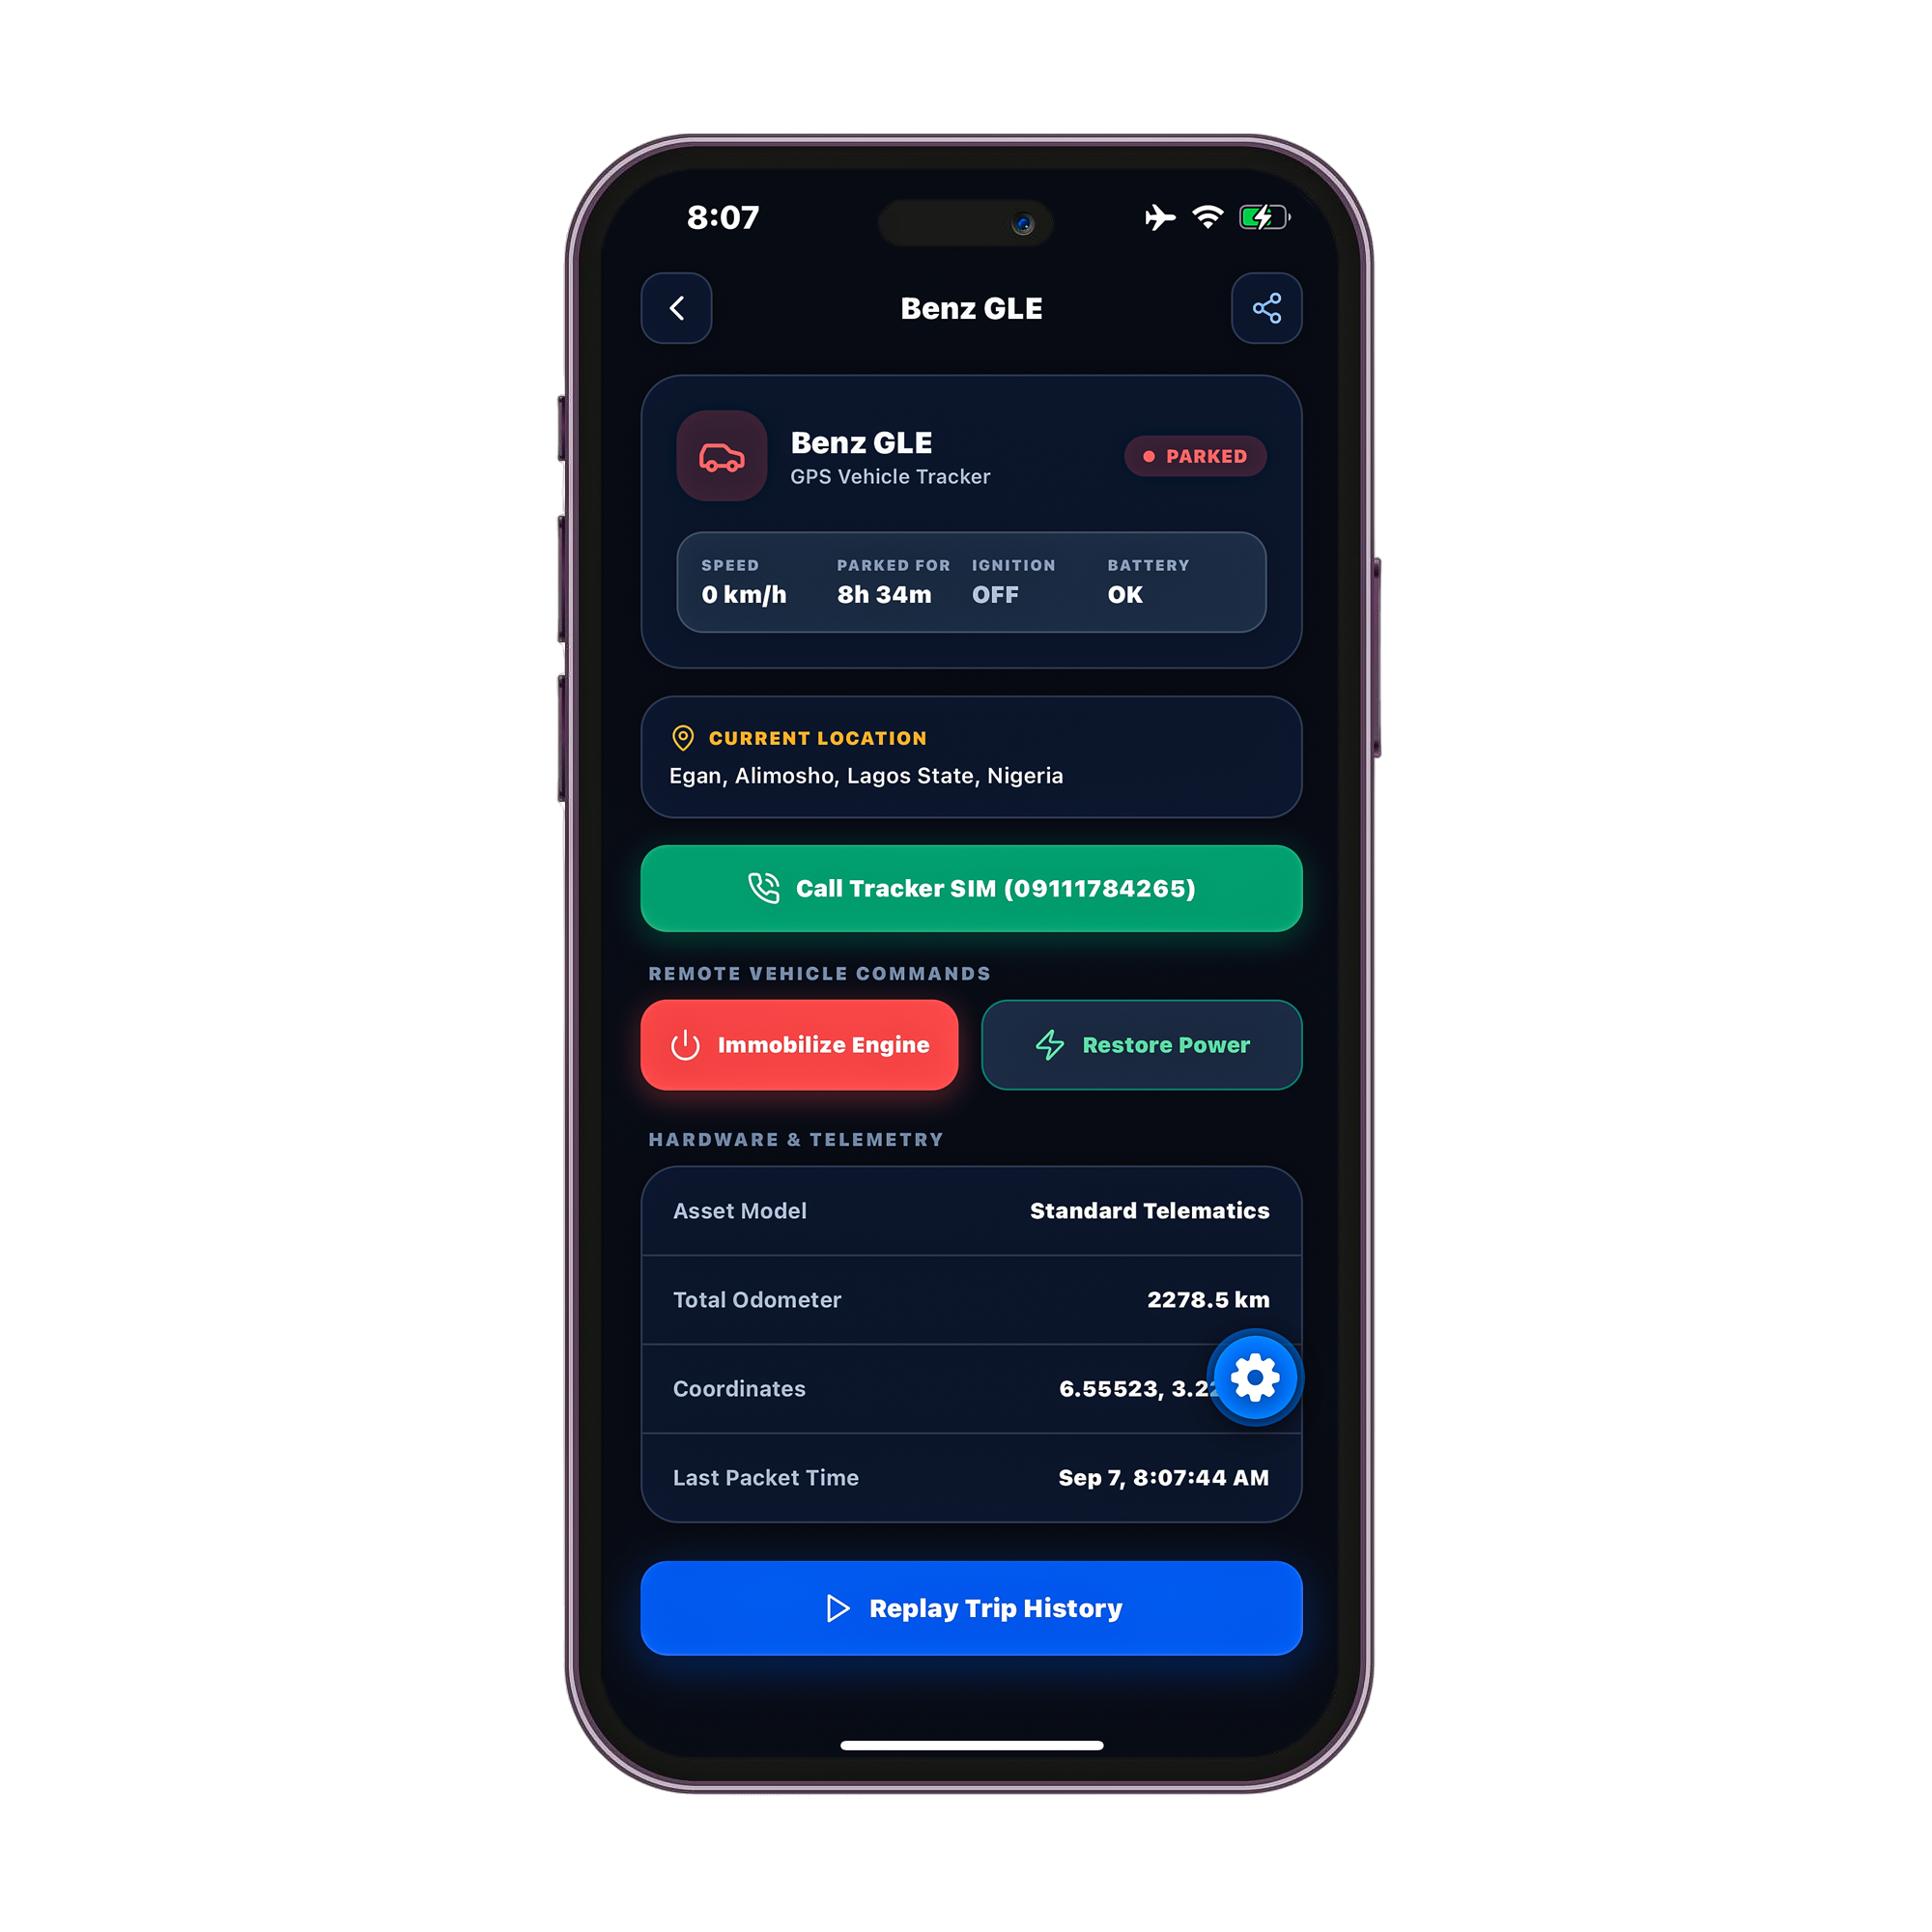 8:07
Benz GLE
Benz GLE
GPS Vehicle Tracker
PARKED
SPEED PARKED FOR IGNITION BATTERY
0 km/h 8h 34m OFF OK
CURRENT LOCATION
Egan, Alimosho, Lagos State, Nigeria
Call Tracker SIM (09111784265)
REMOTE VEHICLE COMMANDS
Immobilize Engine Restore Power
HARDWARE & TELEMETRY
Asset Model Standard Telematics
Total Odometer 2278.5 km
Coordinates 6.55523,
Last Packet Time Sep 7, 8:07:44 AM
Replay Trip History